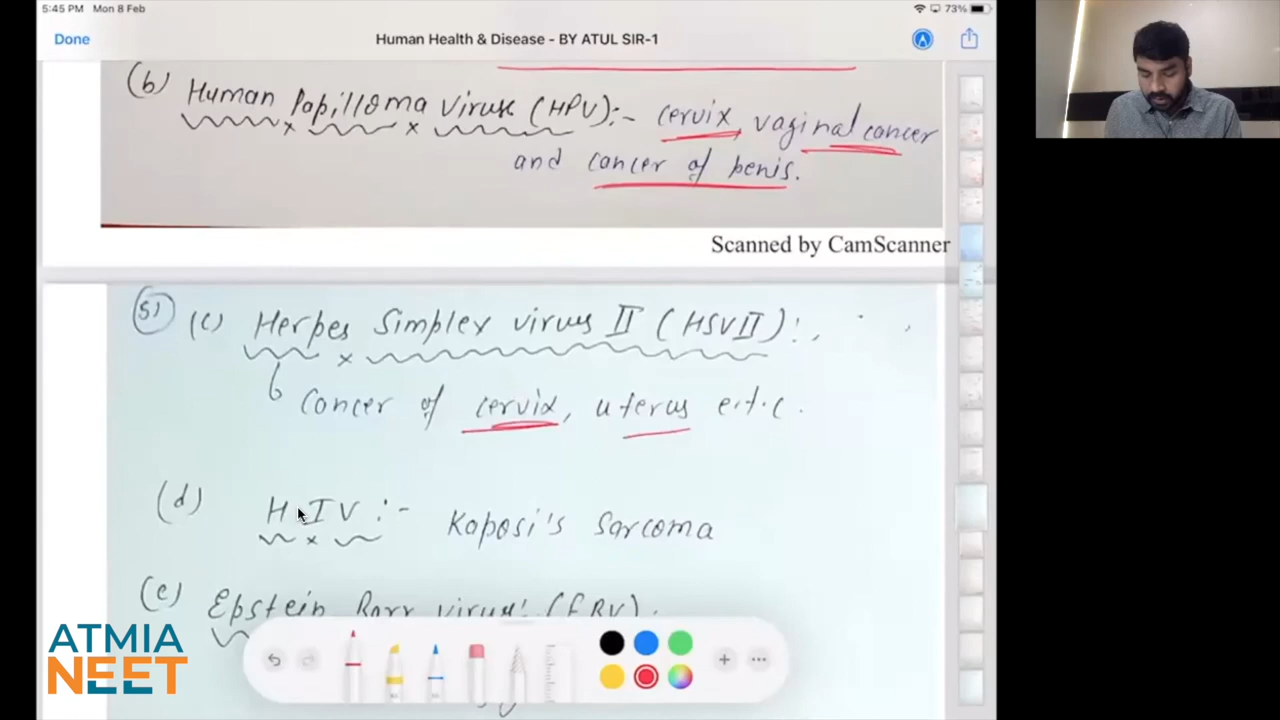 5:45 PM Mon 8 Feb
73%
Done
Human Health & Disease - BY ATUL SIR-1
(b) Human Papilloma Virus (HPV):- cervix, vaginal cancer
and cancer of penis.
Scanned by CamScanner
51 (c) Herpes Simplex virus II (HSV II):
Cancer of cervix, uterus e.t.c.
(d) HIV :- Kaposi's Sarcoma
(e) Epstein Barr virus (EBV)
ATMIA
NEET